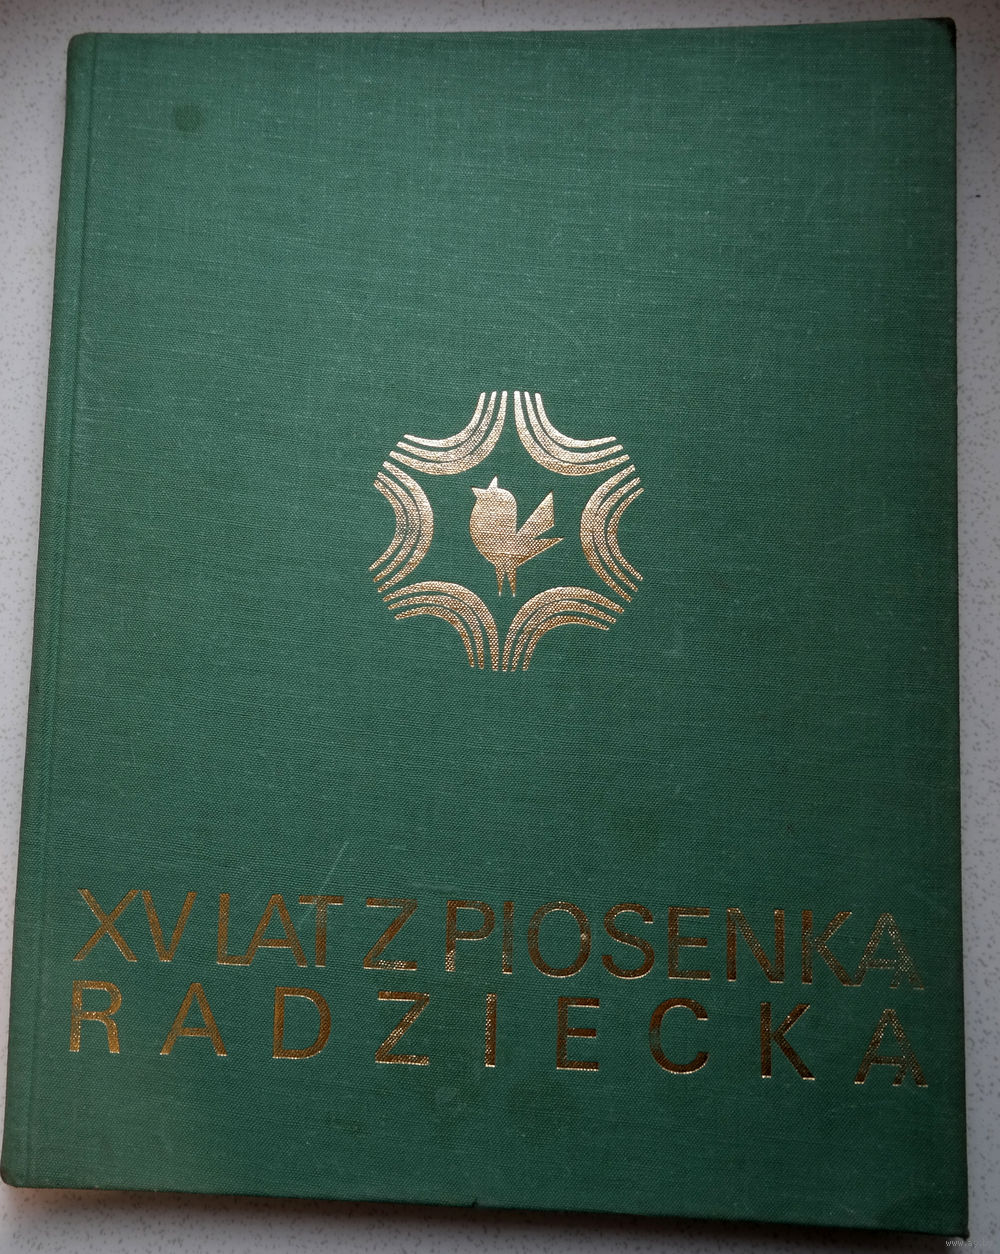 XV LAT Z PIOSENKĄ
RADZIECKĄ